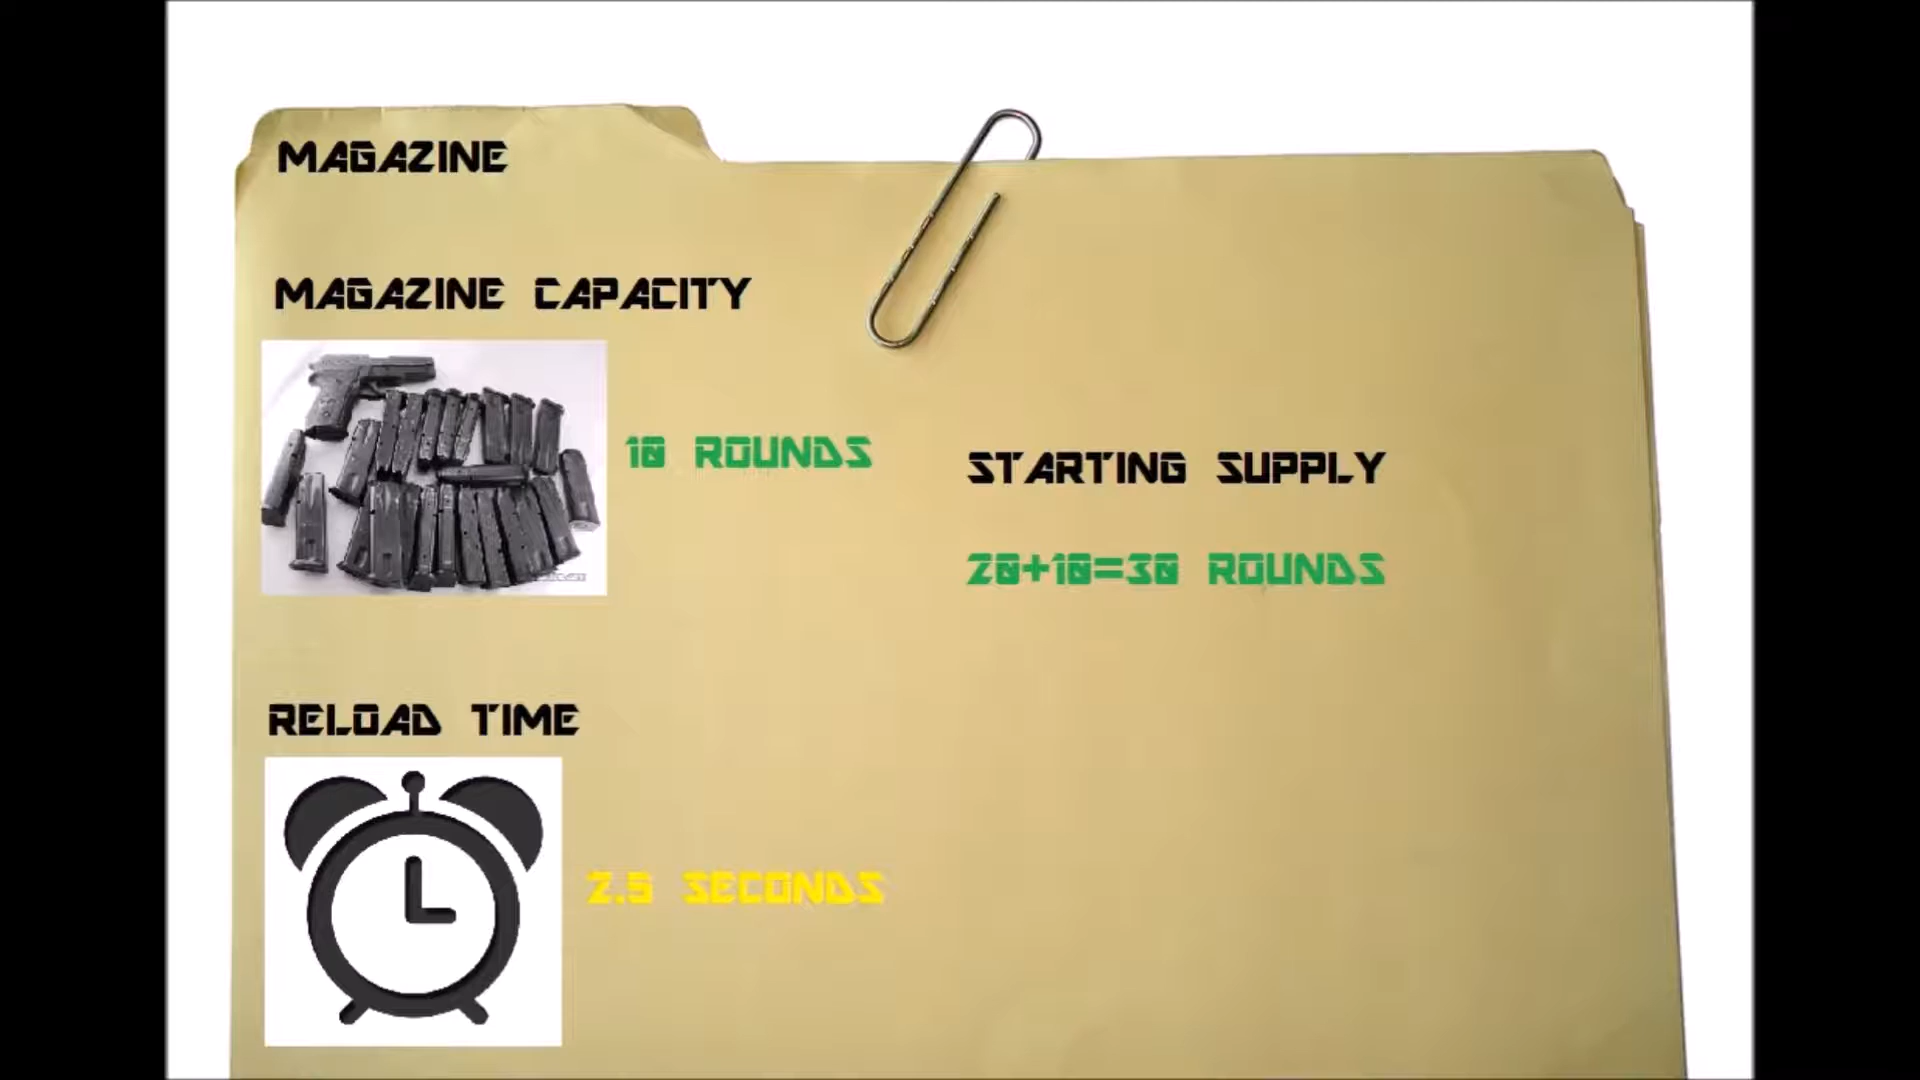 MAGAZINE
MAGAZINE CAPACITY
10 ROUNDS
STARTING SUPPLY
20+10=30 ROUNDS
RELOAD TIME
2.5 SECONDS